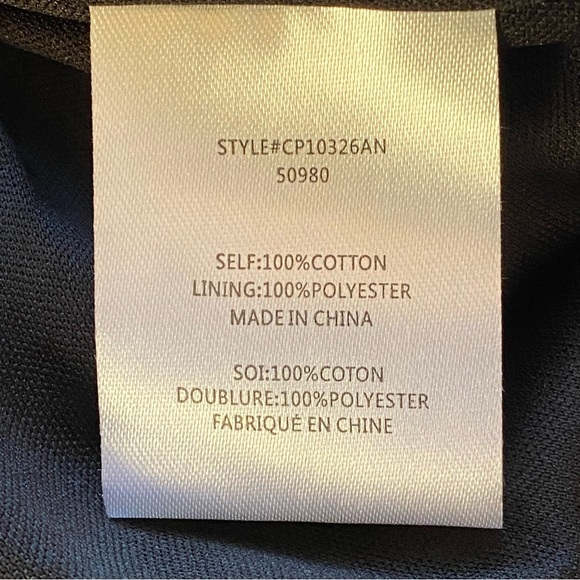 STYLE#CP10326AN
50980
SELF:100%COTTON
LINING:100%POLYESTER
MADE IN CHINA
SOI:100%COTON
DOUBLURE:100%POLYESTER
FABRIQUÉ EN CHINE